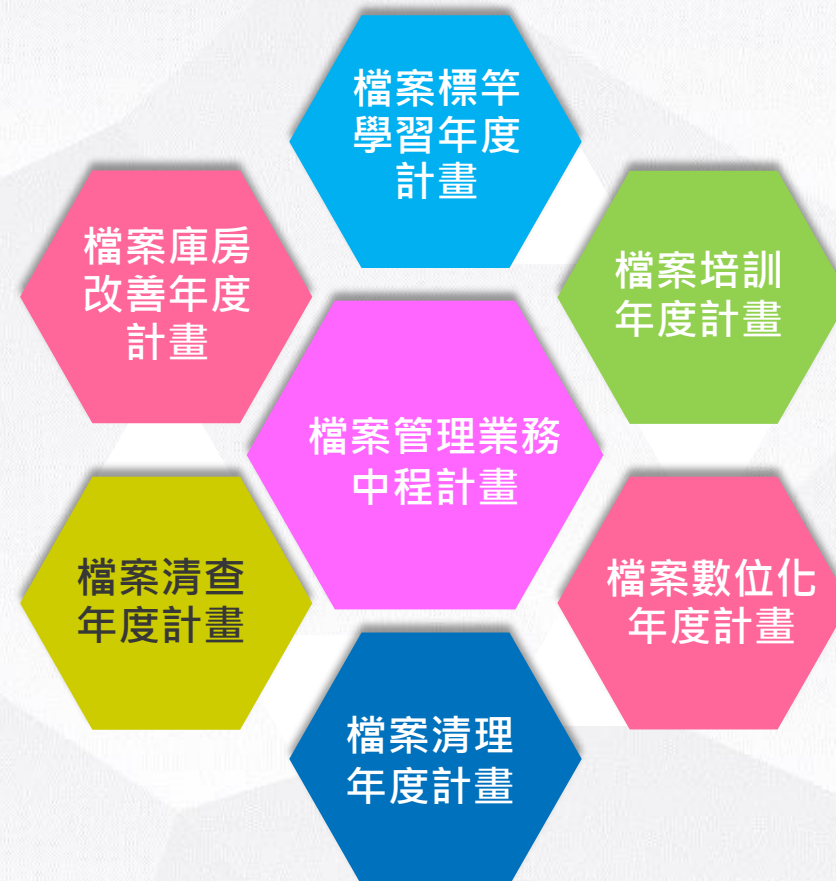 檔案標竿
學習年度
計畫
檔案庫房
改善年度
計畫
檔案培訓
年度計畫
檔案管理業務
中程計畫
檔案清查
年度計畫
檔案數位化
年度計畫
檔案清理
年度計畫